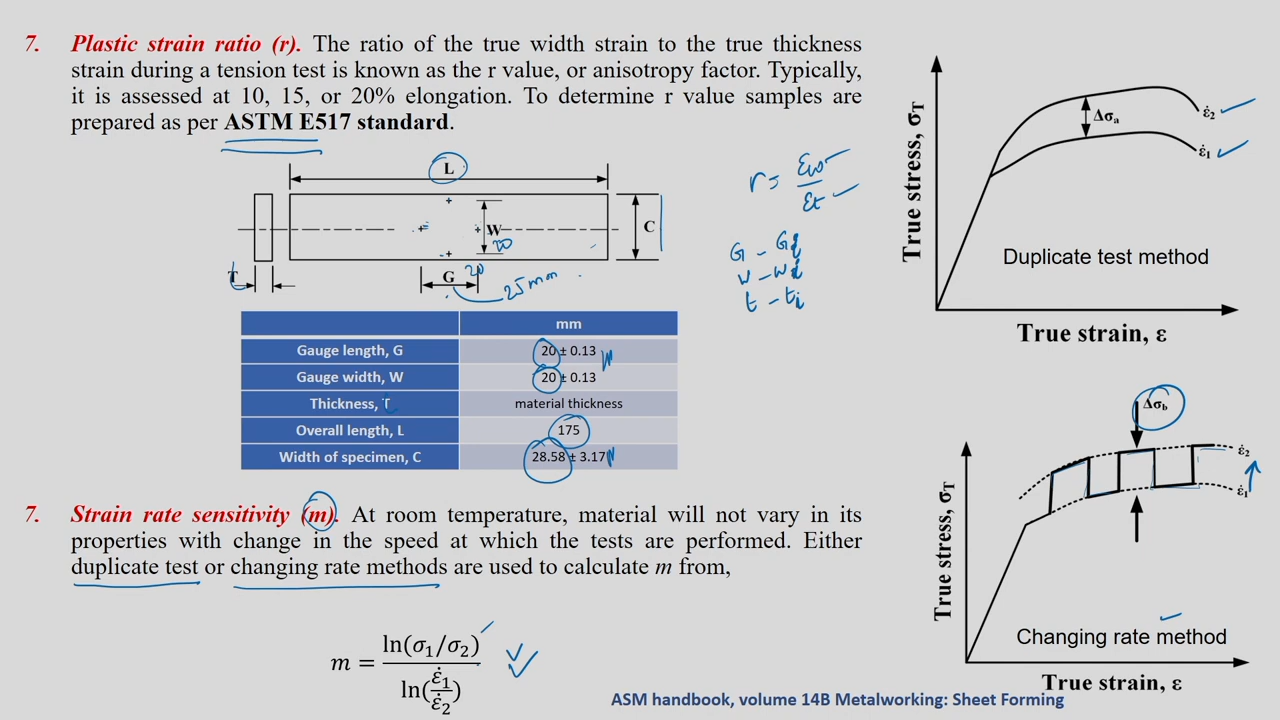 7. Plastic strain ratio (r). The ratio of the true width strain to the true thickness
strain during a tension test is known as the r value, or anisotropy factor. Typically,
it is assessed at 10, 15, or 20% elongation. To determine r value samples are
prepared as per ASTM E517 standard.
L
W
20
C
T
t
G
20
25mm
r = εw
εt
G - Gf
w - wf
t - ti
mm
Gauge length, G 20 ± 0.13
Gauge width, W 20 ± 0.13
Thickness, T material thickness
Overall length, L 175
Width of specimen, C 28.58 ± 3.17
7. Strain rate sensitivity (m). At room temperature, material will not vary in its
properties with change in the speed at which the tests are performed. Either
duplicate test or changing rate methods are used to calculate m from,
m = ln(σ1/σ2)
ln(ε̇1/ε̇2)
True stress, σT
Δσa
ε̇2
ε̇1
Duplicate test method
True strain, ε
Δσb
True stress, σT
ε̇2
ε̇1
Changing rate method
True strain, ε
ASM handbook, volume 14B Metalworking: Sheet Forming